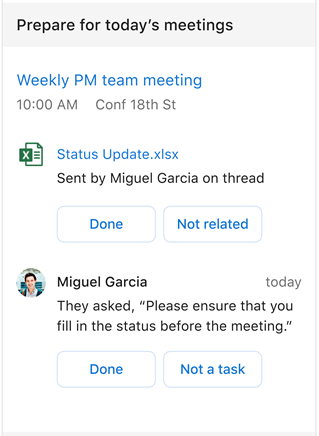 Prepare for today’s meetings
Weekly PM team meeting
10:00 AM Conf 18th St
Status Update.xlsx
Sent by Miguel Garcia on thread
Done Not related
Miguel Garcia today
They asked, “Please ensure that you
fill in the status before the meeting.”
Done Not a task